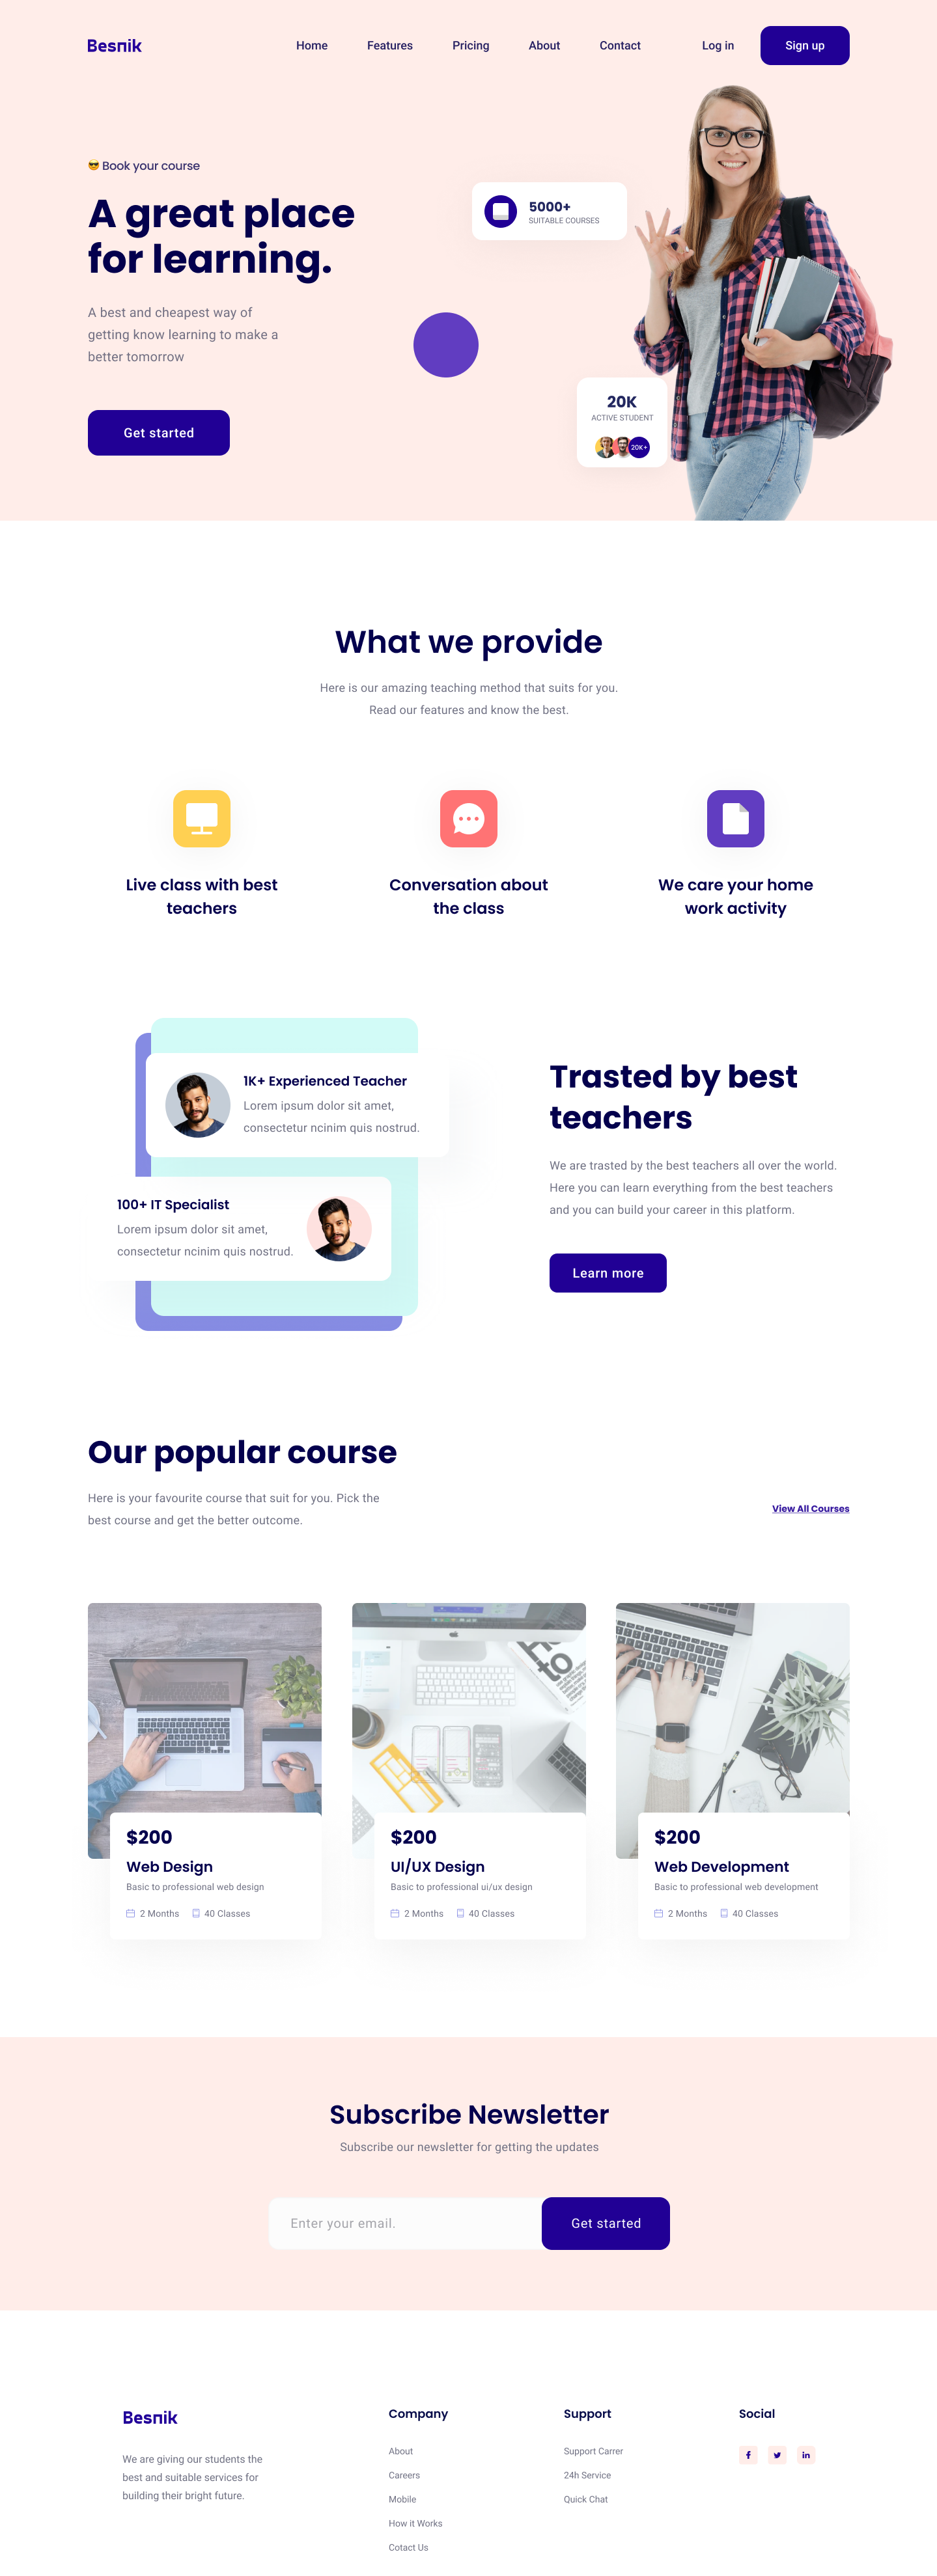 Besnik
Home Features Pricing About Contact Log in Sign up
😎 Book your course
A great place
for learning.
A best and cheapest way of
getting know learning to make a
better tomorrow
Get started
5000+
SUITABLE COURSES
20K
ACTIVE STUDENT
20K+
What we provide
Here is our amazing teaching method that suits for you.
Read our features and know the best.
Live class with best
teachers
Conversation about
the class
We care your home
work activity
1K+ Experienced Teacher
Lorem ipsum dolor sit amet,
consectetur ncinim quis nostrud.
100+ IT Specialist
Lorem ipsum dolor sit amet,
consectetur ncinim quis nostrud.
Trasted by best
teachers
We are trasted by the best teachers all over the world.
Here you can learn everything from the best teachers
and you can build your career in this platform.
Learn more
Our popular course
Here is your favourite course that suit for you. Pick the
best course and get the better outcome.
View All Courses
$200
Web Design
Basic to professional web design
2 Months 40 Classes
$200
UI/UX Design
Basic to professional ui/ux design
2 Months 40 Classes
$200
Web Development
Basic to professional web development
2 Months 40 Classes
Subscribe Newsletter
Subscribe our newsletter for getting the updates
Enter your email.
Get started
Besnik
We are giving our students the
best and suitable services for
building their bright future.
Company
About
Careers
Mobile
How it Works
Cotact Us
Support
Support Carrer
24h Service
Quick Chat
Social